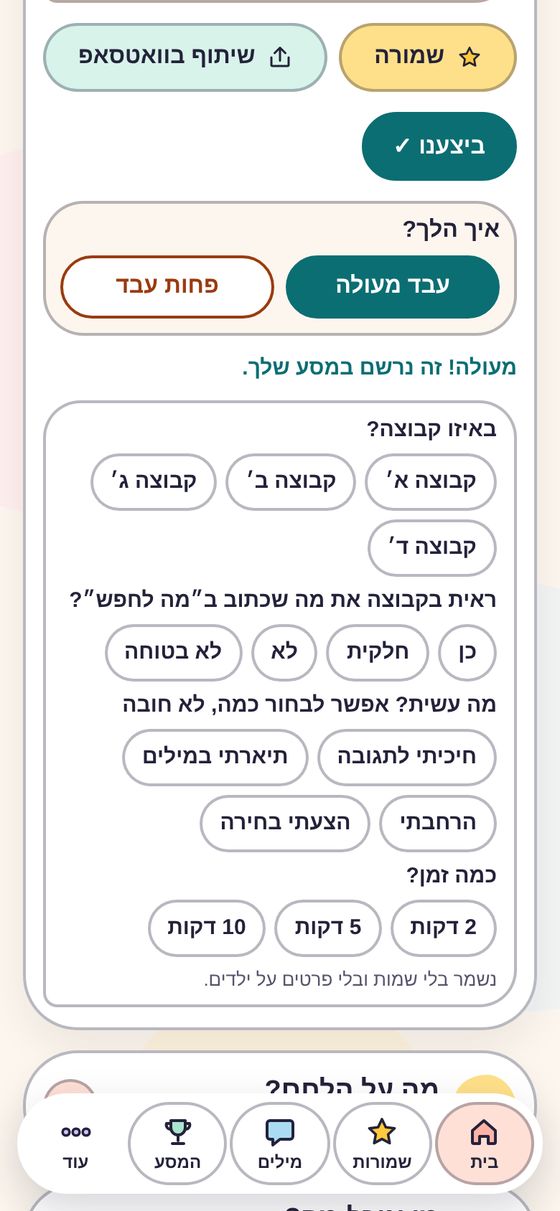 שמורה
שיתוף בוואטסאפ
ביצענו ✓
איך הלך?
עבד מעולה
פחות עבד
מעולה! זה נרשם במסע שלך.
באיזו קבוצה?
קבוצה א׳
קבוצה ב׳
קבוצה ג׳
קבוצה ד׳
ראית בקבוצה את מה שכתוב ב״מה לחפש״?
כן
חלקית
לא
לא בטוחה
מה עשית? אפשר לבחור כמה, לא חובה
חיכיתי לתגובה
תיארתי במילים
הרחבתי
הצעתי בחירה
כמה זמן?
2 דקות
5 דקות
10 דקות
נשמר בלי שמות ובלי פרטים על ילדים.
מה על הלחם?
בית
שמורות
מילים
המסע
עוד